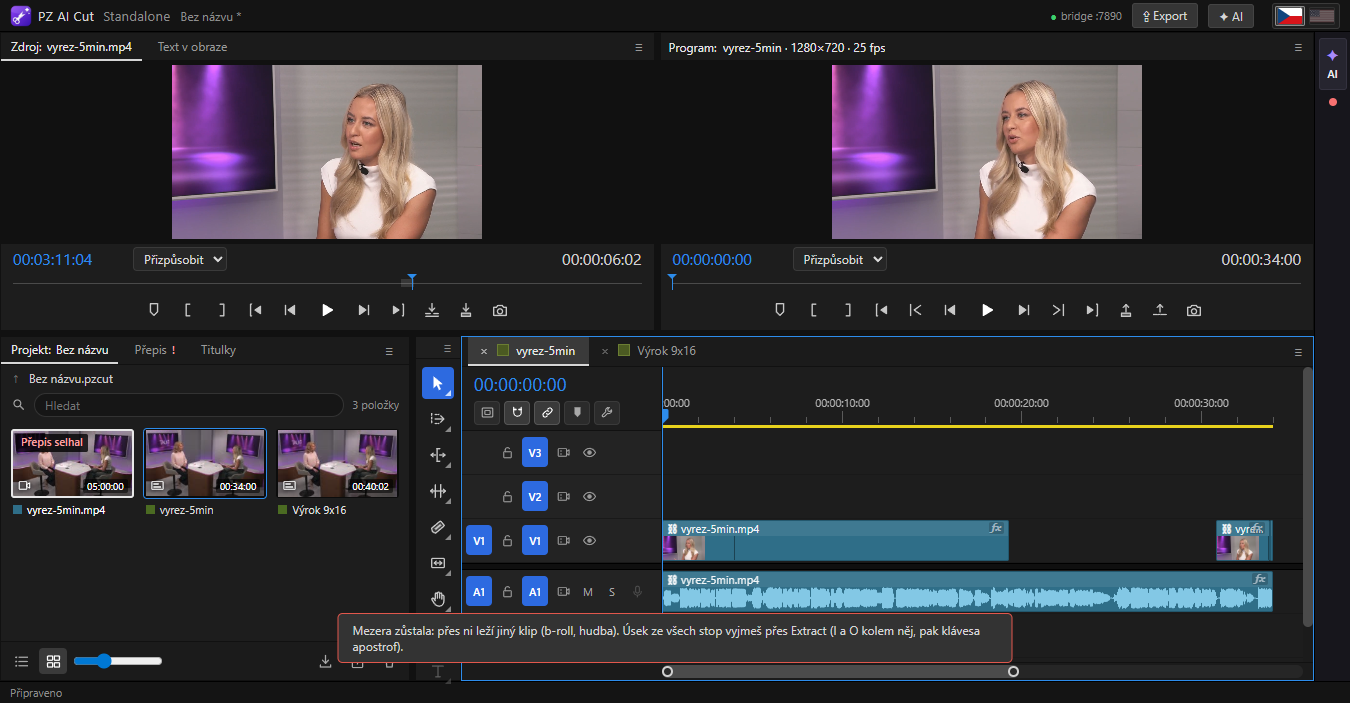 PZ AI Cut Standalone Bez názvu *
bridge :7890 Export AI
Zdroj: vyrez-5min.mp4 Text v obraze
Program: vyrez-5min · 1280×720 · 25 fps
AI
00:03:11:04 Přizpůsobit 00:00:06:02
00:00:00:00 Přizpůsobit 00:00:34:00
Projekt: Bez názvu Přepis ! Titulky
Bez názvu.pzcut
Hledat 3 položky
Přepis selhal
05:00:00 00:34:00 00:40:02
vyrez-5min.mp4 vyrez-5min Výrok 9x16
× vyrez-5min × Výrok 9x16
00:00:00:00
00:00 00:00:10:00 00:00:20:00 00:00:30:00
V3
V2
V1 V1
vyrez-5min.mp4 fx vyre fx
A1 A1 M S
vyrez-5min.mp4 fx
Mezera zůstala: přes ni leží jiný klip (b-roll, hudba). Úsek ze všech stop vyjmeš přes Extract (I a O kolem něj, pak klávesa
apostrof).
T
Připraveno